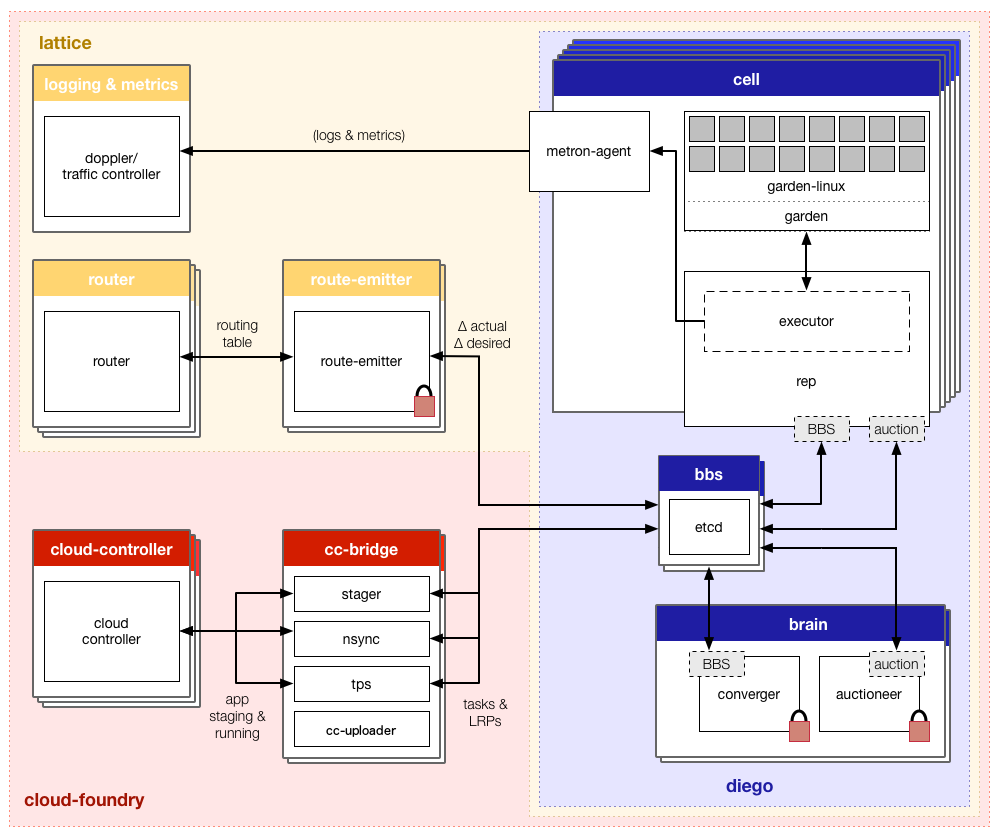 lattice
logging & metrics
doppler/
traffic controller
(logs & metrics)
cell
metron-agent
garden-linux
garden
executor
rep
BBS
auction
router
router
routing
table
route-emitter
route-emitter
Δ actual
Δ desired
bbs
etcd
cloud-controller
cloud
controller
app
staging &
running
cc-bridge
stager
nsync
tps
cc-uploader
tasks &
LRPs
brain
BBS
converger
auction
auctioneer
diego
cloud-foundry